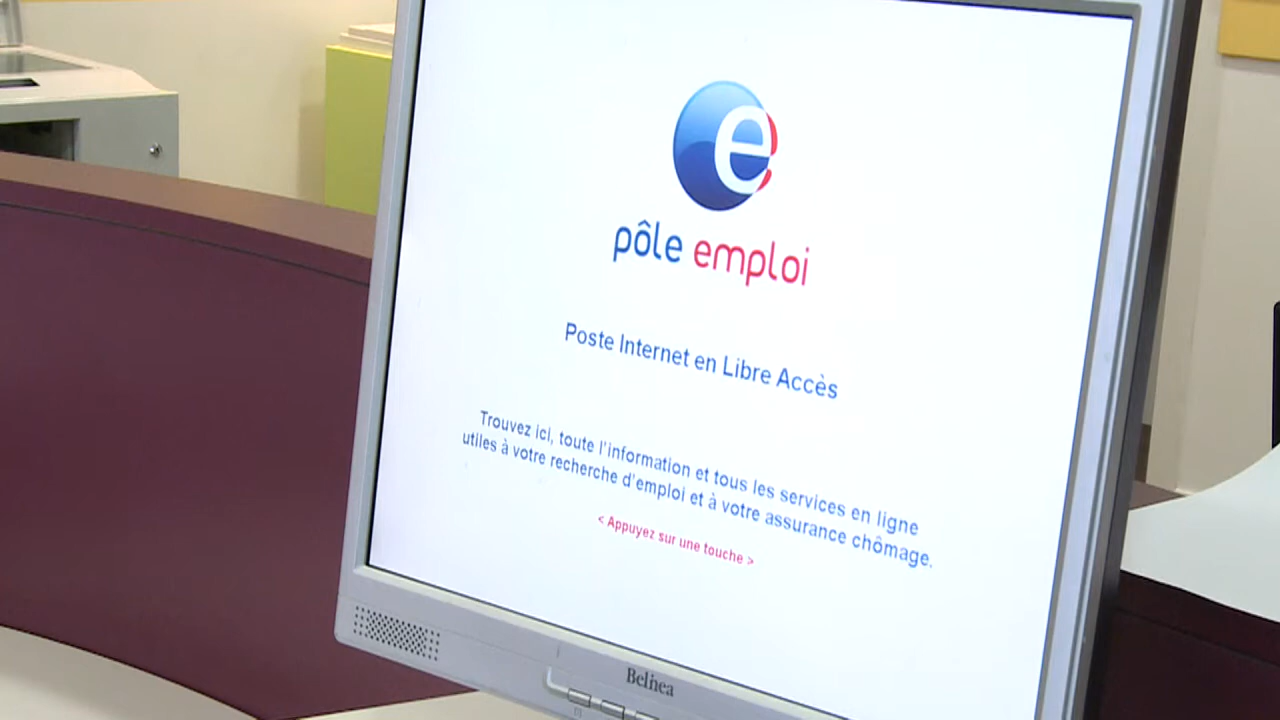 e
pôle emploi
Poste Internet en Libre Accès
Trouvez ici, toute l'information et tous les services en ligne
utiles à votre recherche d'emploi et à votre assurance chômage.
< Appuyez sur une touche >
Belinea